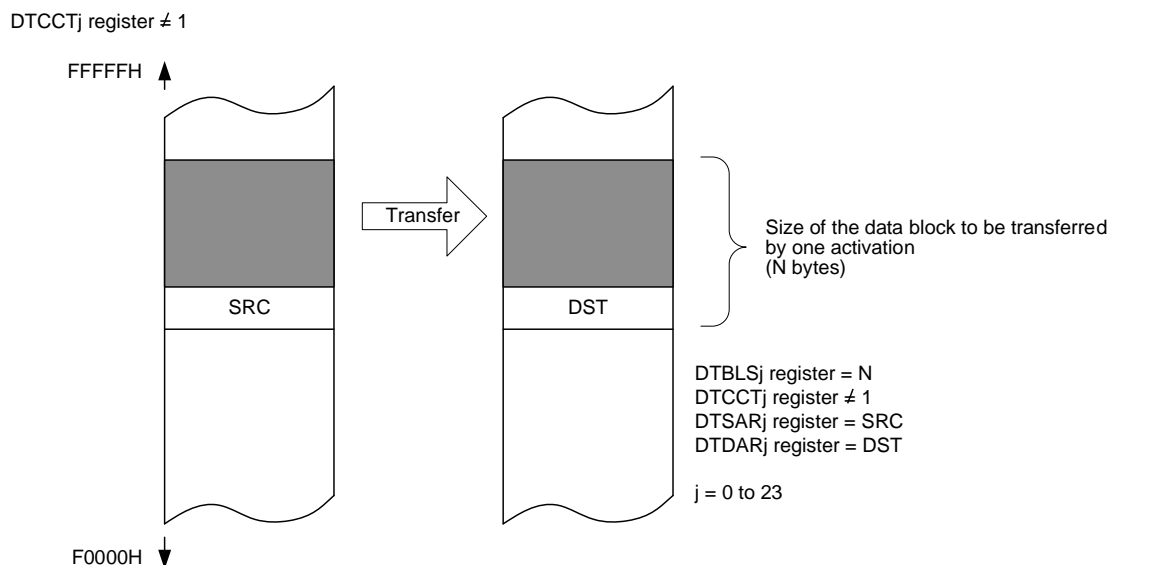 DTCCTj register ≠ 1
FFFFFH
Transfer
SRC
DST
Size of the data block to be transferred
by one activation
(N bytes)
DTBLSj register = N
DTCCTj register ≠ 1
DTSARj register = SRC
DTDARj register = DST
j = 0 to 23
F0000H